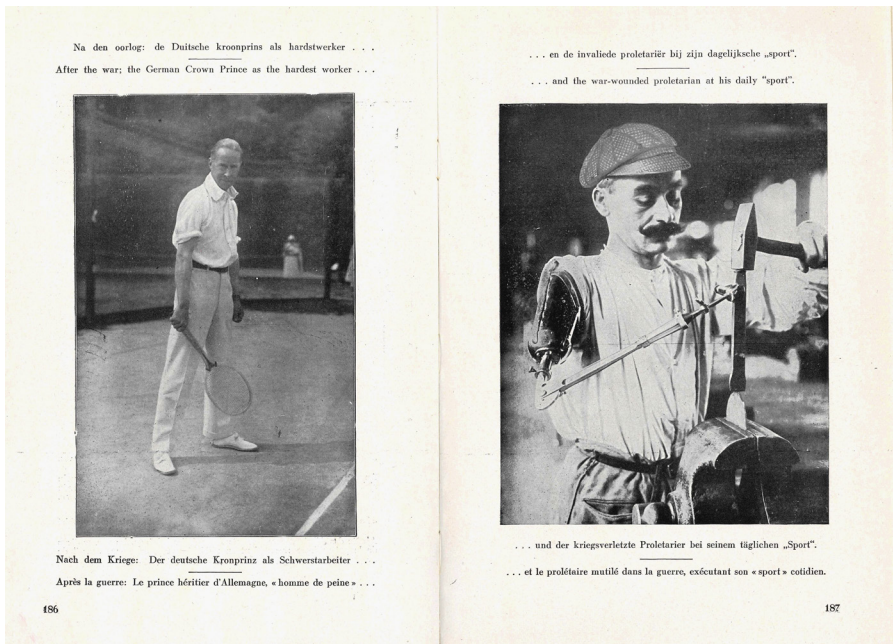 Na den oorlog: de Duitsche kroonprins als hardstwerker . . .
After the war; the German Crown Prince as the hardest worker . . .
Nach dem Kriege: Der deutsche Kronprinz als Schwerstarbeiter . . .
Après la guerre: Le prince héritier d'Allemagne, « homme de peine » . . .
186
. . . en de invaliede proletariër bij zijn dagelijksche „sport".
. . . and the war-wounded proletarian at his daily "sport".
. . . und der kriegsverletzte Proletarier bei seinem täglichen „Sport".
. . . et le prolétaire mutilé dans la guerre, exécutant son « sport » cotidien.
187